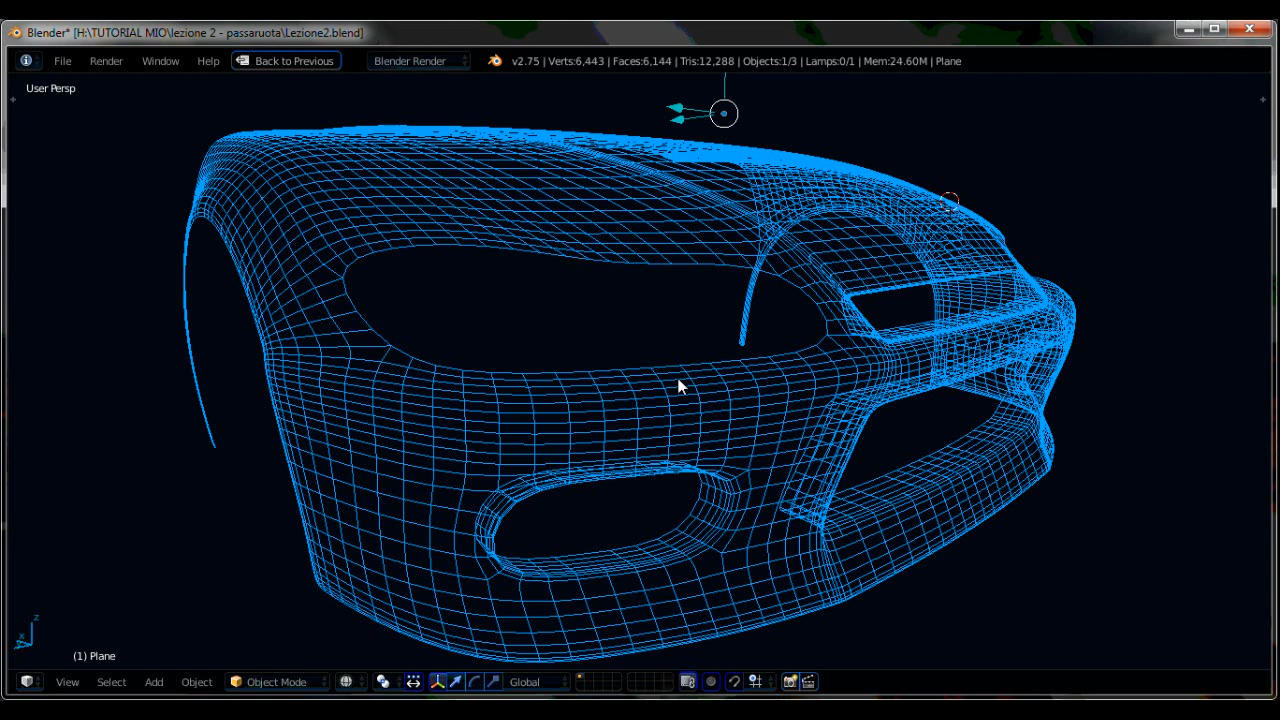 Blender* [H:\TUTORIAL MIO\lezione 2 - passaruota\Lezione2.blend]
File Render Window Help Back to Previous Blender Render v2.75 | Verts:6,443 | Faces:6,144 | Tris:12,288 | Objects:1/3 | Lamps:0/1 | Mem:24.60M | Plane
User Persp
z
x
(1) Plane
View Select Add Object Object Mode Global